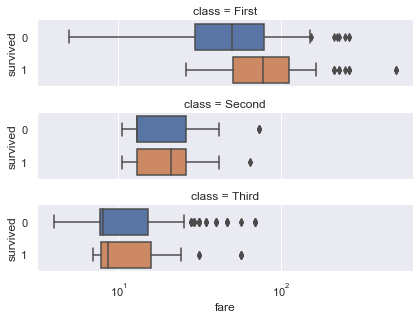 class = First
survived
0
1
class = Second
survived
0
1
class = Third
survived
0
1
10¹ 10²
fare